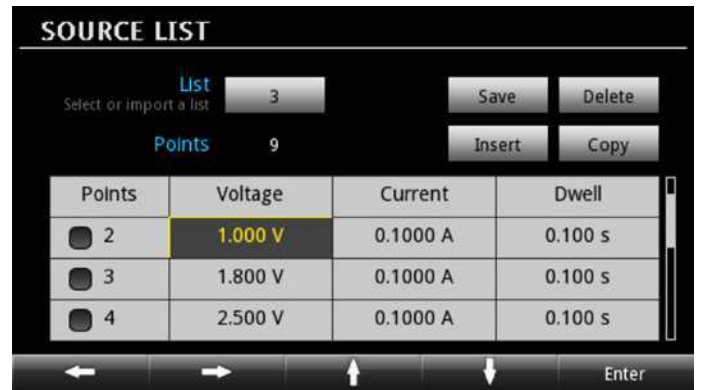 SOURCE LIST
List
Select or import a list
3
Save
Delete
Points
9
Insert
Copy
Points Voltage Current Dwell
2 1.000 V 0.1000 A 0.100 s
3 1.800 V 0.1000 A 0.100 s
4 2.500 V 0.1000 A 0.100 s
Enter